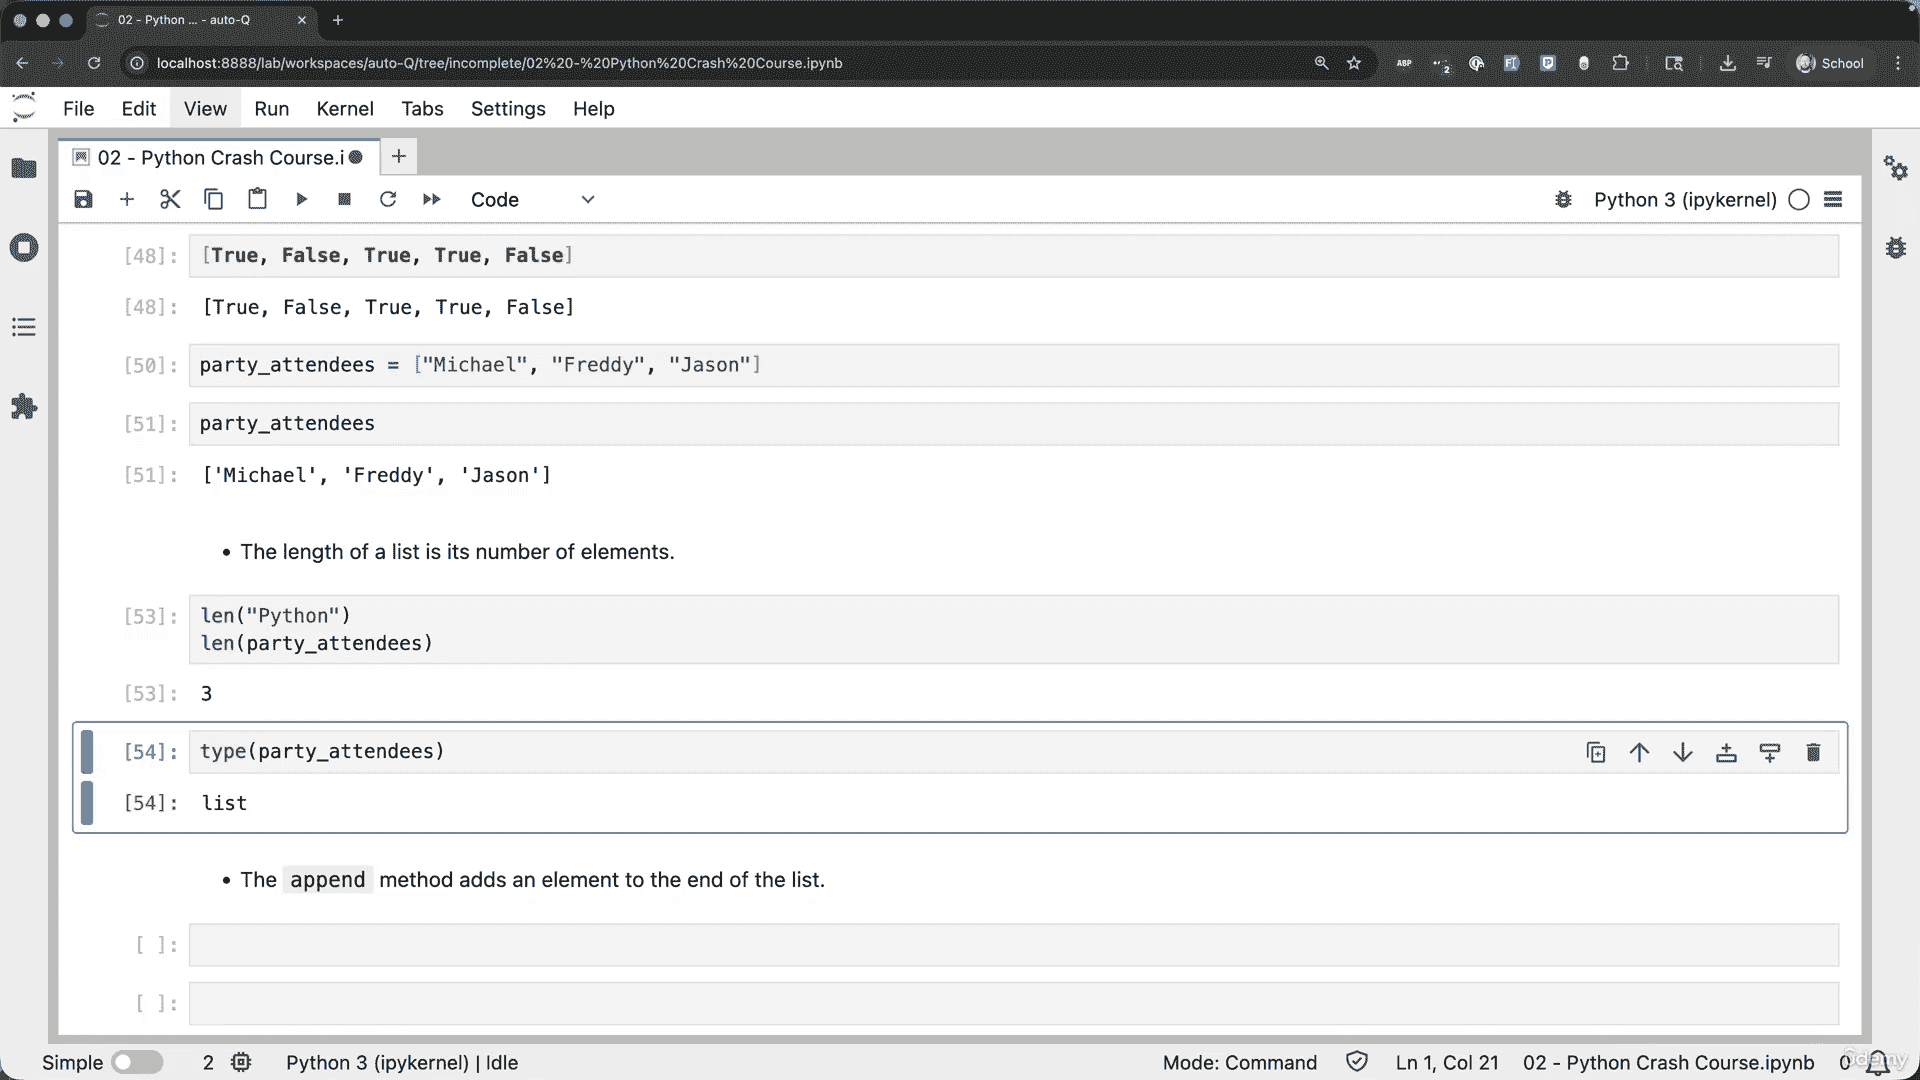 02 - Python ... - auto-Q
localhost:8888/lab/workspaces/auto-Q/tree/incomplete/02%20-%20Python%20Crash%20Course.ipynb
ABP
2
School
File Edit View Run Kernel Tabs Settings Help
02 - Python Crash Course.i
Code
Python 3 (ipykernel)
[48]: [True, False, True, True, False]
[48]: [True, False, True, True, False]
[50]: party_attendees = ["Michael", "Freddy", "Jason"]
[51]: party_attendees
[51]: ['Michael', 'Freddy', 'Jason']
• The length of a list is its number of elements.
[53]: len("Python")
len(party_attendees)
[53]: 3
[54]: type(party_attendees)
[54]: list
• The append method adds an element to the end of the list.
[ ]:
[ ]:
Simple 2 Python 3 (ipykernel) | Idle Mode: Command Ln 1, Col 21 02 - Python Crash Course.ipynb 0
Udemy